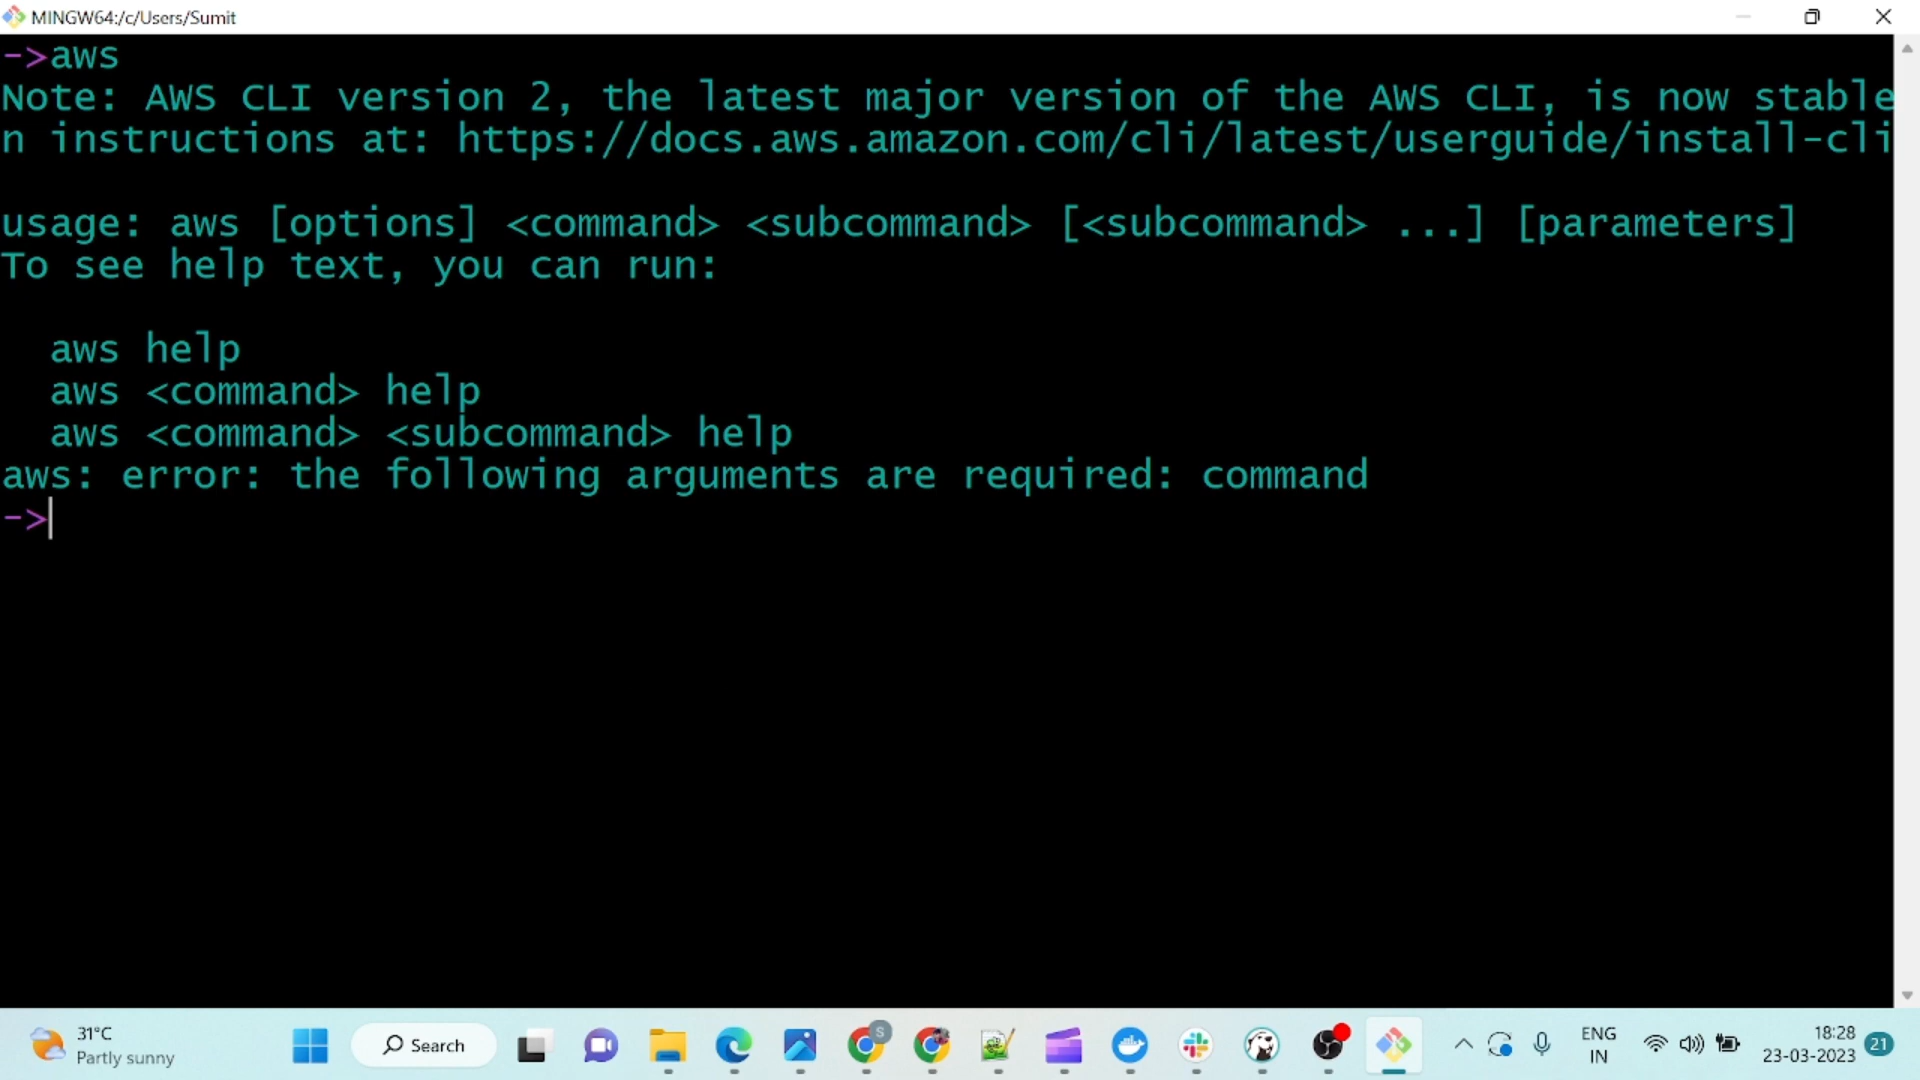 MINGW64:/c/Users/Sumit
->aws
Note: AWS CLI version 2, the latest major version of the AWS CLI, is now stable
n instructions at: https://docs.aws.amazon.com/cli/latest/userguide/install-cli
usage: aws [options] <command> <subcommand> [<subcommand> ...] [parameters]
To see help text, you can run:
aws help
aws <command> help
aws <command> <subcommand> help
aws: error: the following arguments are required: command
->
31°C
Partly sunny
Search
S
ENG
IN
18:28
23-03-2023
21